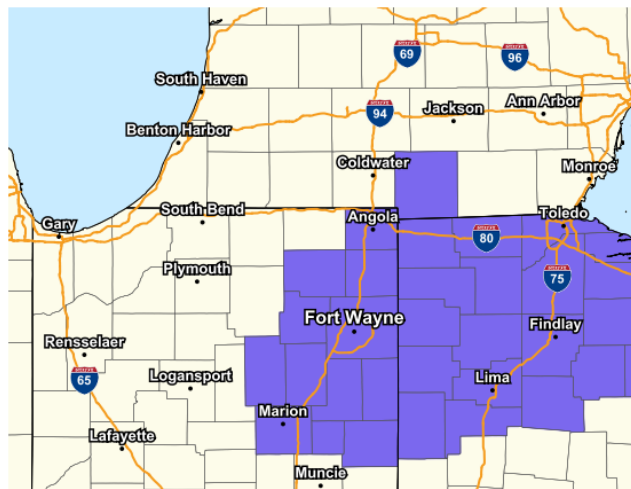 69
96
South Haven
94
Jackson
Ann Arbor
Benton Harbor
Coldwater
Monroe
Gary
South Bend
Angola
Toledo
80
Plymouth
75
Fort Wayne
Findlay
Rensselaer
65
Logansport
Lima
Marion
Lafayette
Muncie